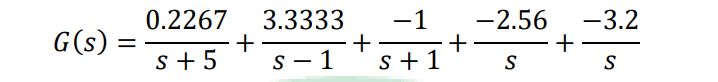 G(s) = 0.2267/(s + 5) + 3.3333/(s − 1) + −1/(s + 1) + −2.56/s + −3.2/s